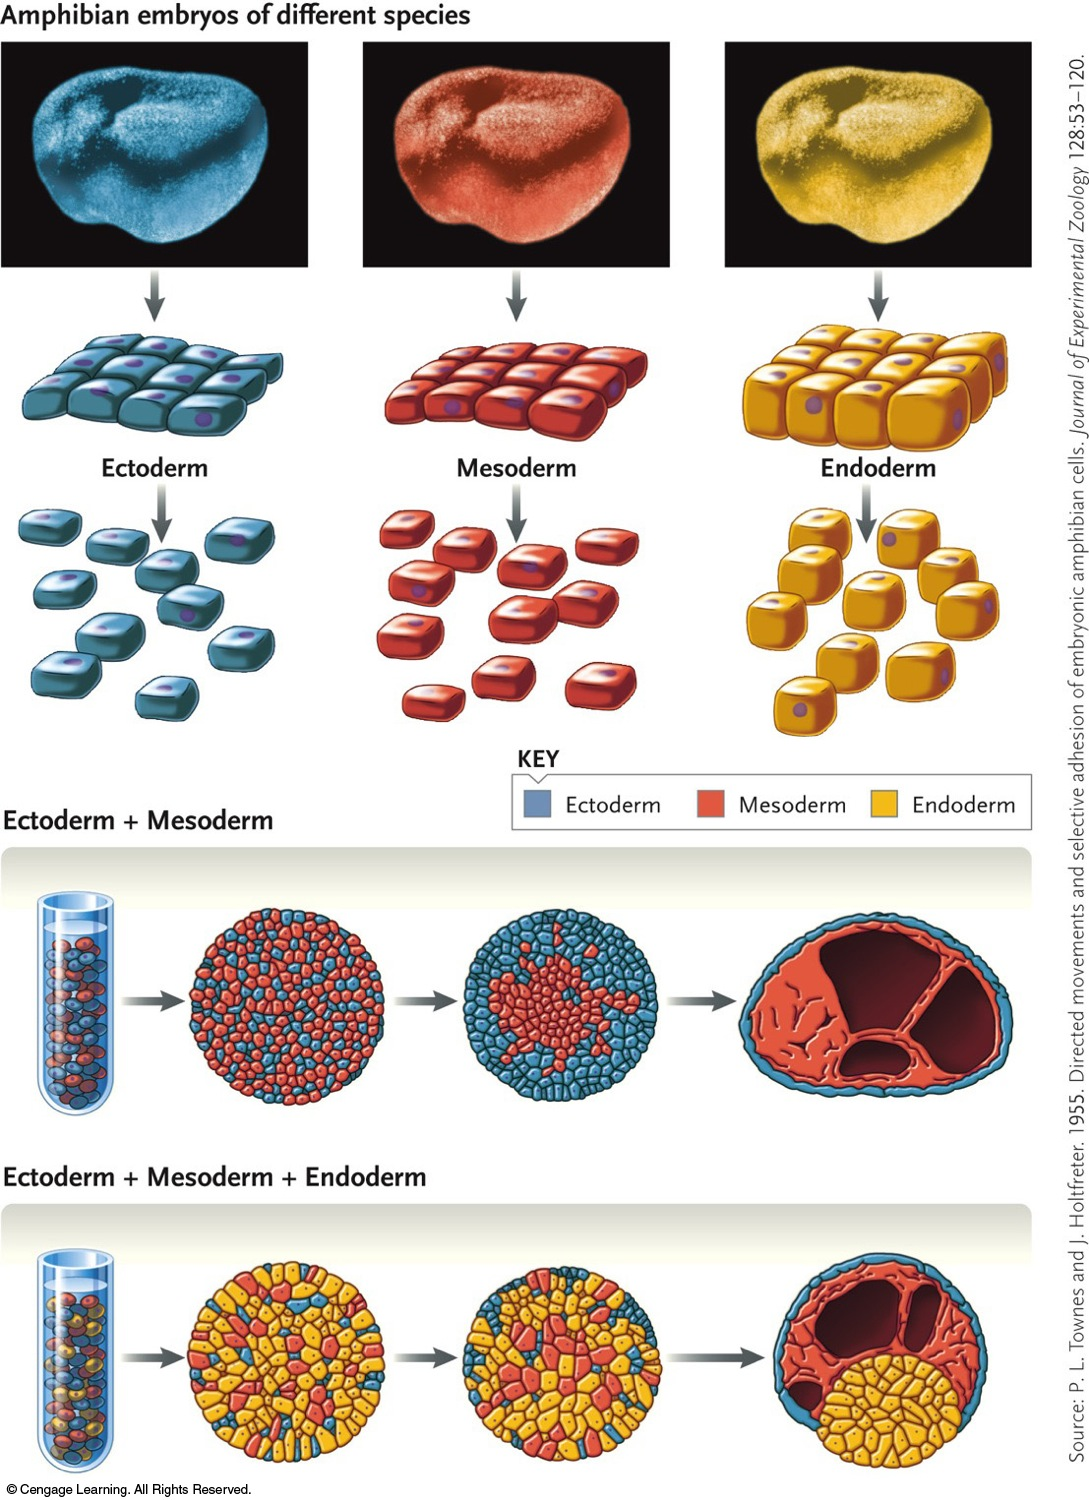 Amphibian embryos of different species
Ectoderm
Mesoderm
Endoderm
KEY
Ectoderm
Mesoderm
Endoderm
Ectoderm + Mesoderm
Ectoderm + Mesoderm + Endoderm
© Cengage Learning. All Rights Reserved.
Source: P. L. Townes and J. Holtfreter. 1955. Directed movements and selective adhesion of embryonic amphibian cells. Journal of Experimental Zoology 128:53–120.